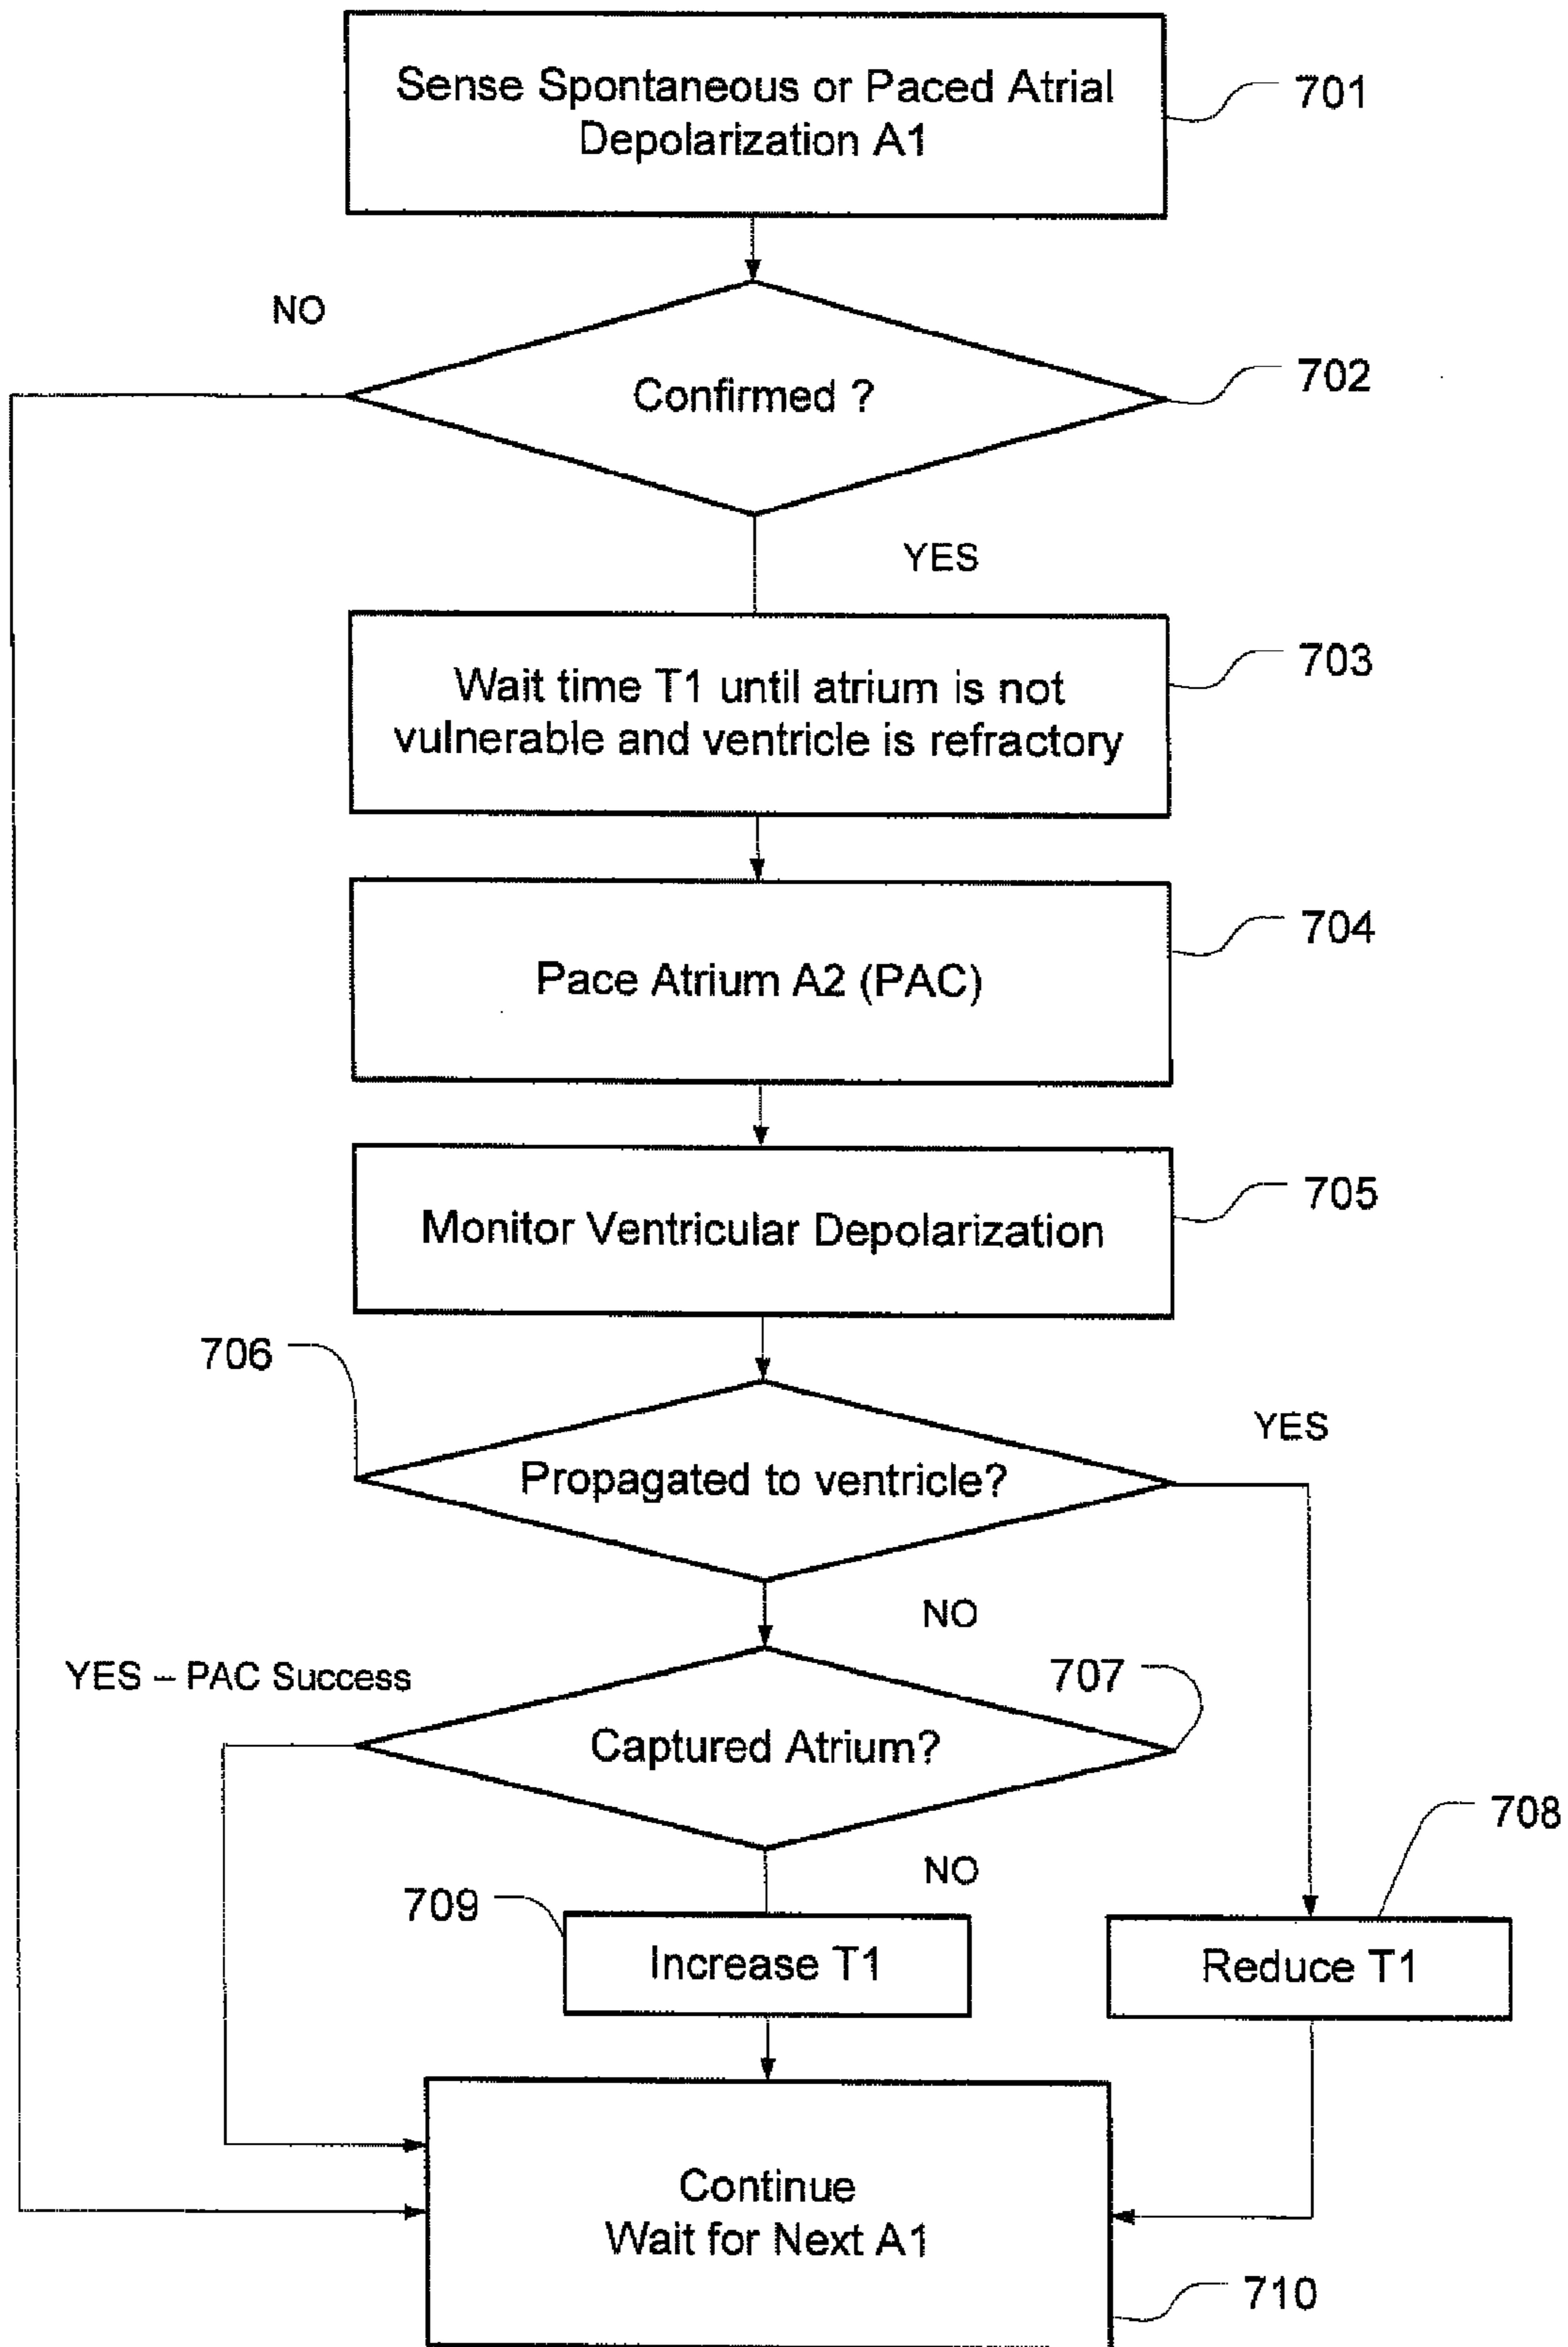 Sense Spontaneous or Paced Atrial
Depolarization A1
701
NO
Confirmed ?
702
YES
Wait time T1 until atrium is not
vulnerable and ventricle is refractory
703
Pace Atrium A2 (PAC)
704
Monitor Ventricular Depolarization
705
706
Propagated to ventricle?
YES
NO
YES – PAC Success
Captured Atrium?
707
NO
708
709
Increase T1
Reduce T1
Continue
Wait for Next A1
710